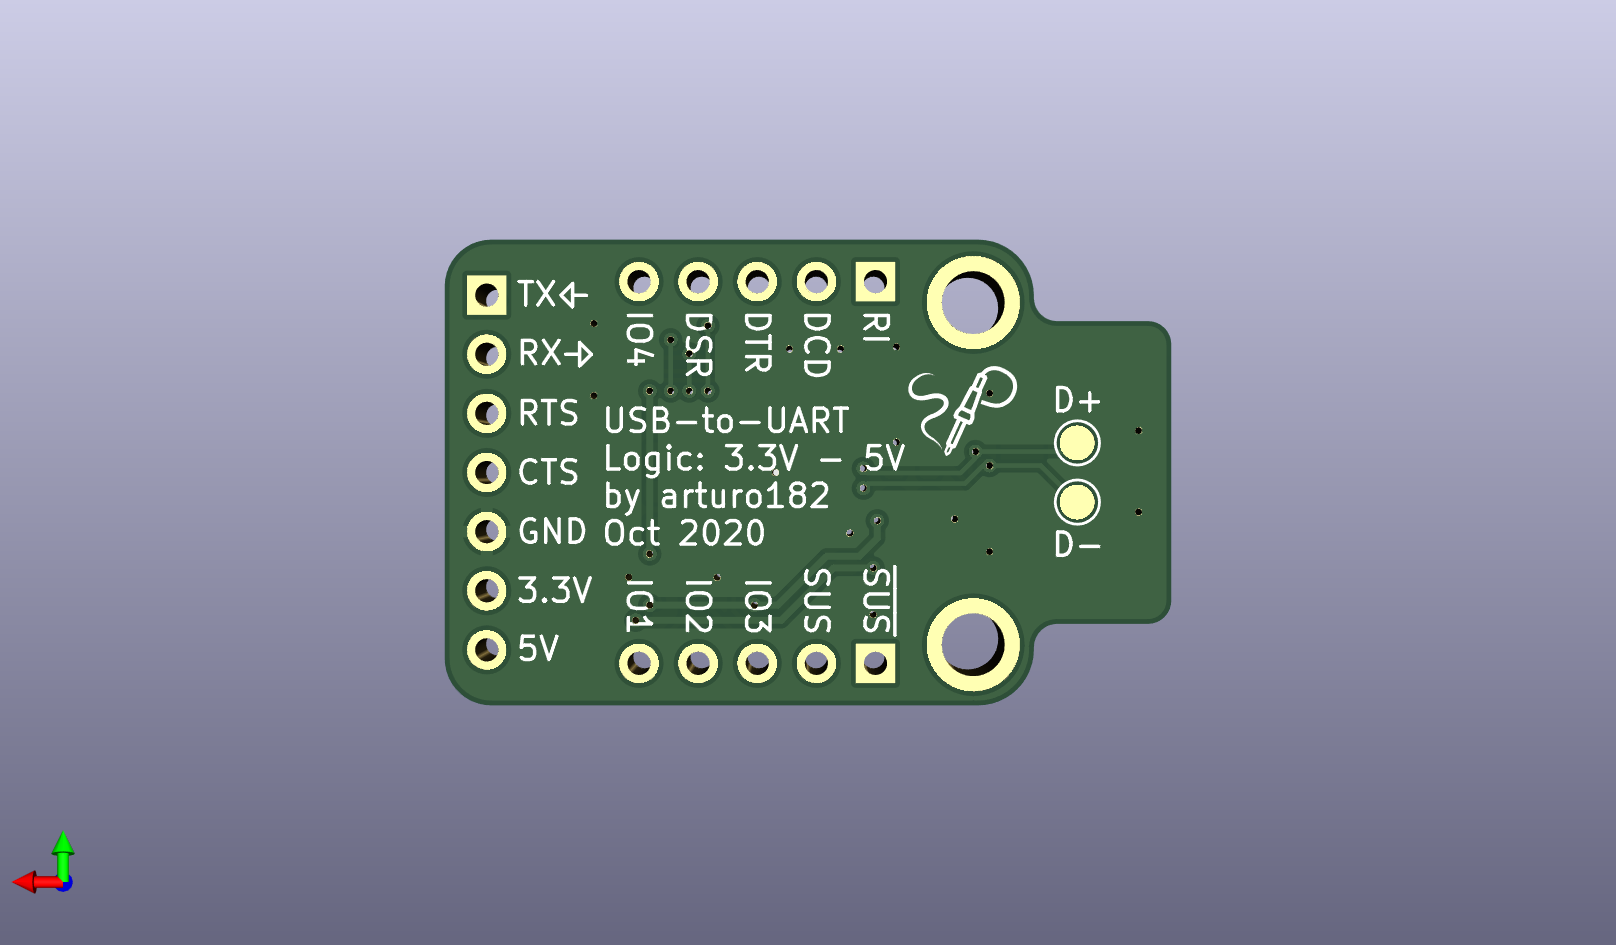 TX
RX
RTS
CTS
GND
3.3V
5V
IO4
DSR
DTR
DCD
RI
USB-to-UART
Logic: 3.3V - 5V
by arturo182
Oct 2020
IO1
IO2
IO3
SUS
SUS
D+
D-